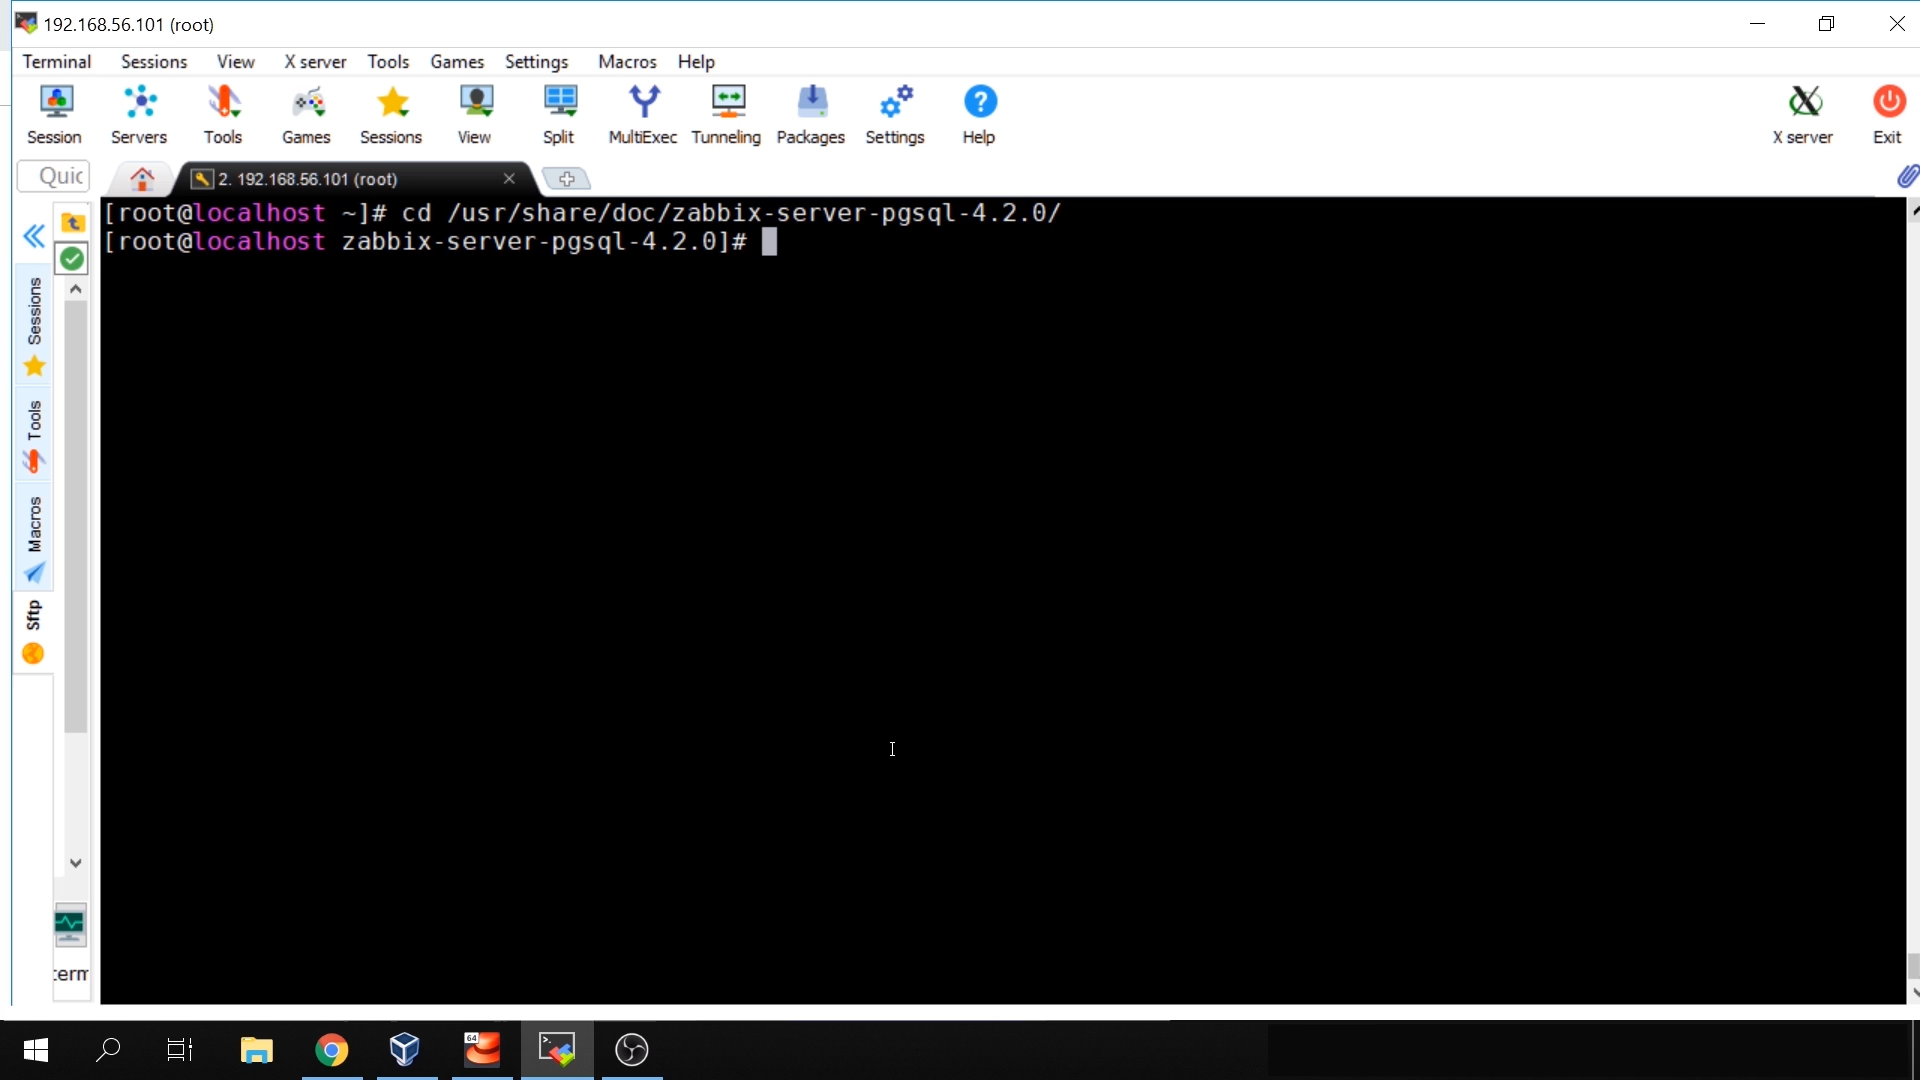 192.168.56.101 (root)
Terminal Sessions View X server Tools Games Settings Macros Help
Session Servers Tools Games Sessions View Split MultiExec Tunneling Packages Settings Help X server Exit
Quic
2. 192.168.56.101 (root)
[root@localhost ~]# cd /usr/share/doc/zabbix-server-pgsql-4.2.0/
[root@localhost zabbix-server-pgsql-4.2.0]#
Sessions
Tools
Macros
Sftp
term
64